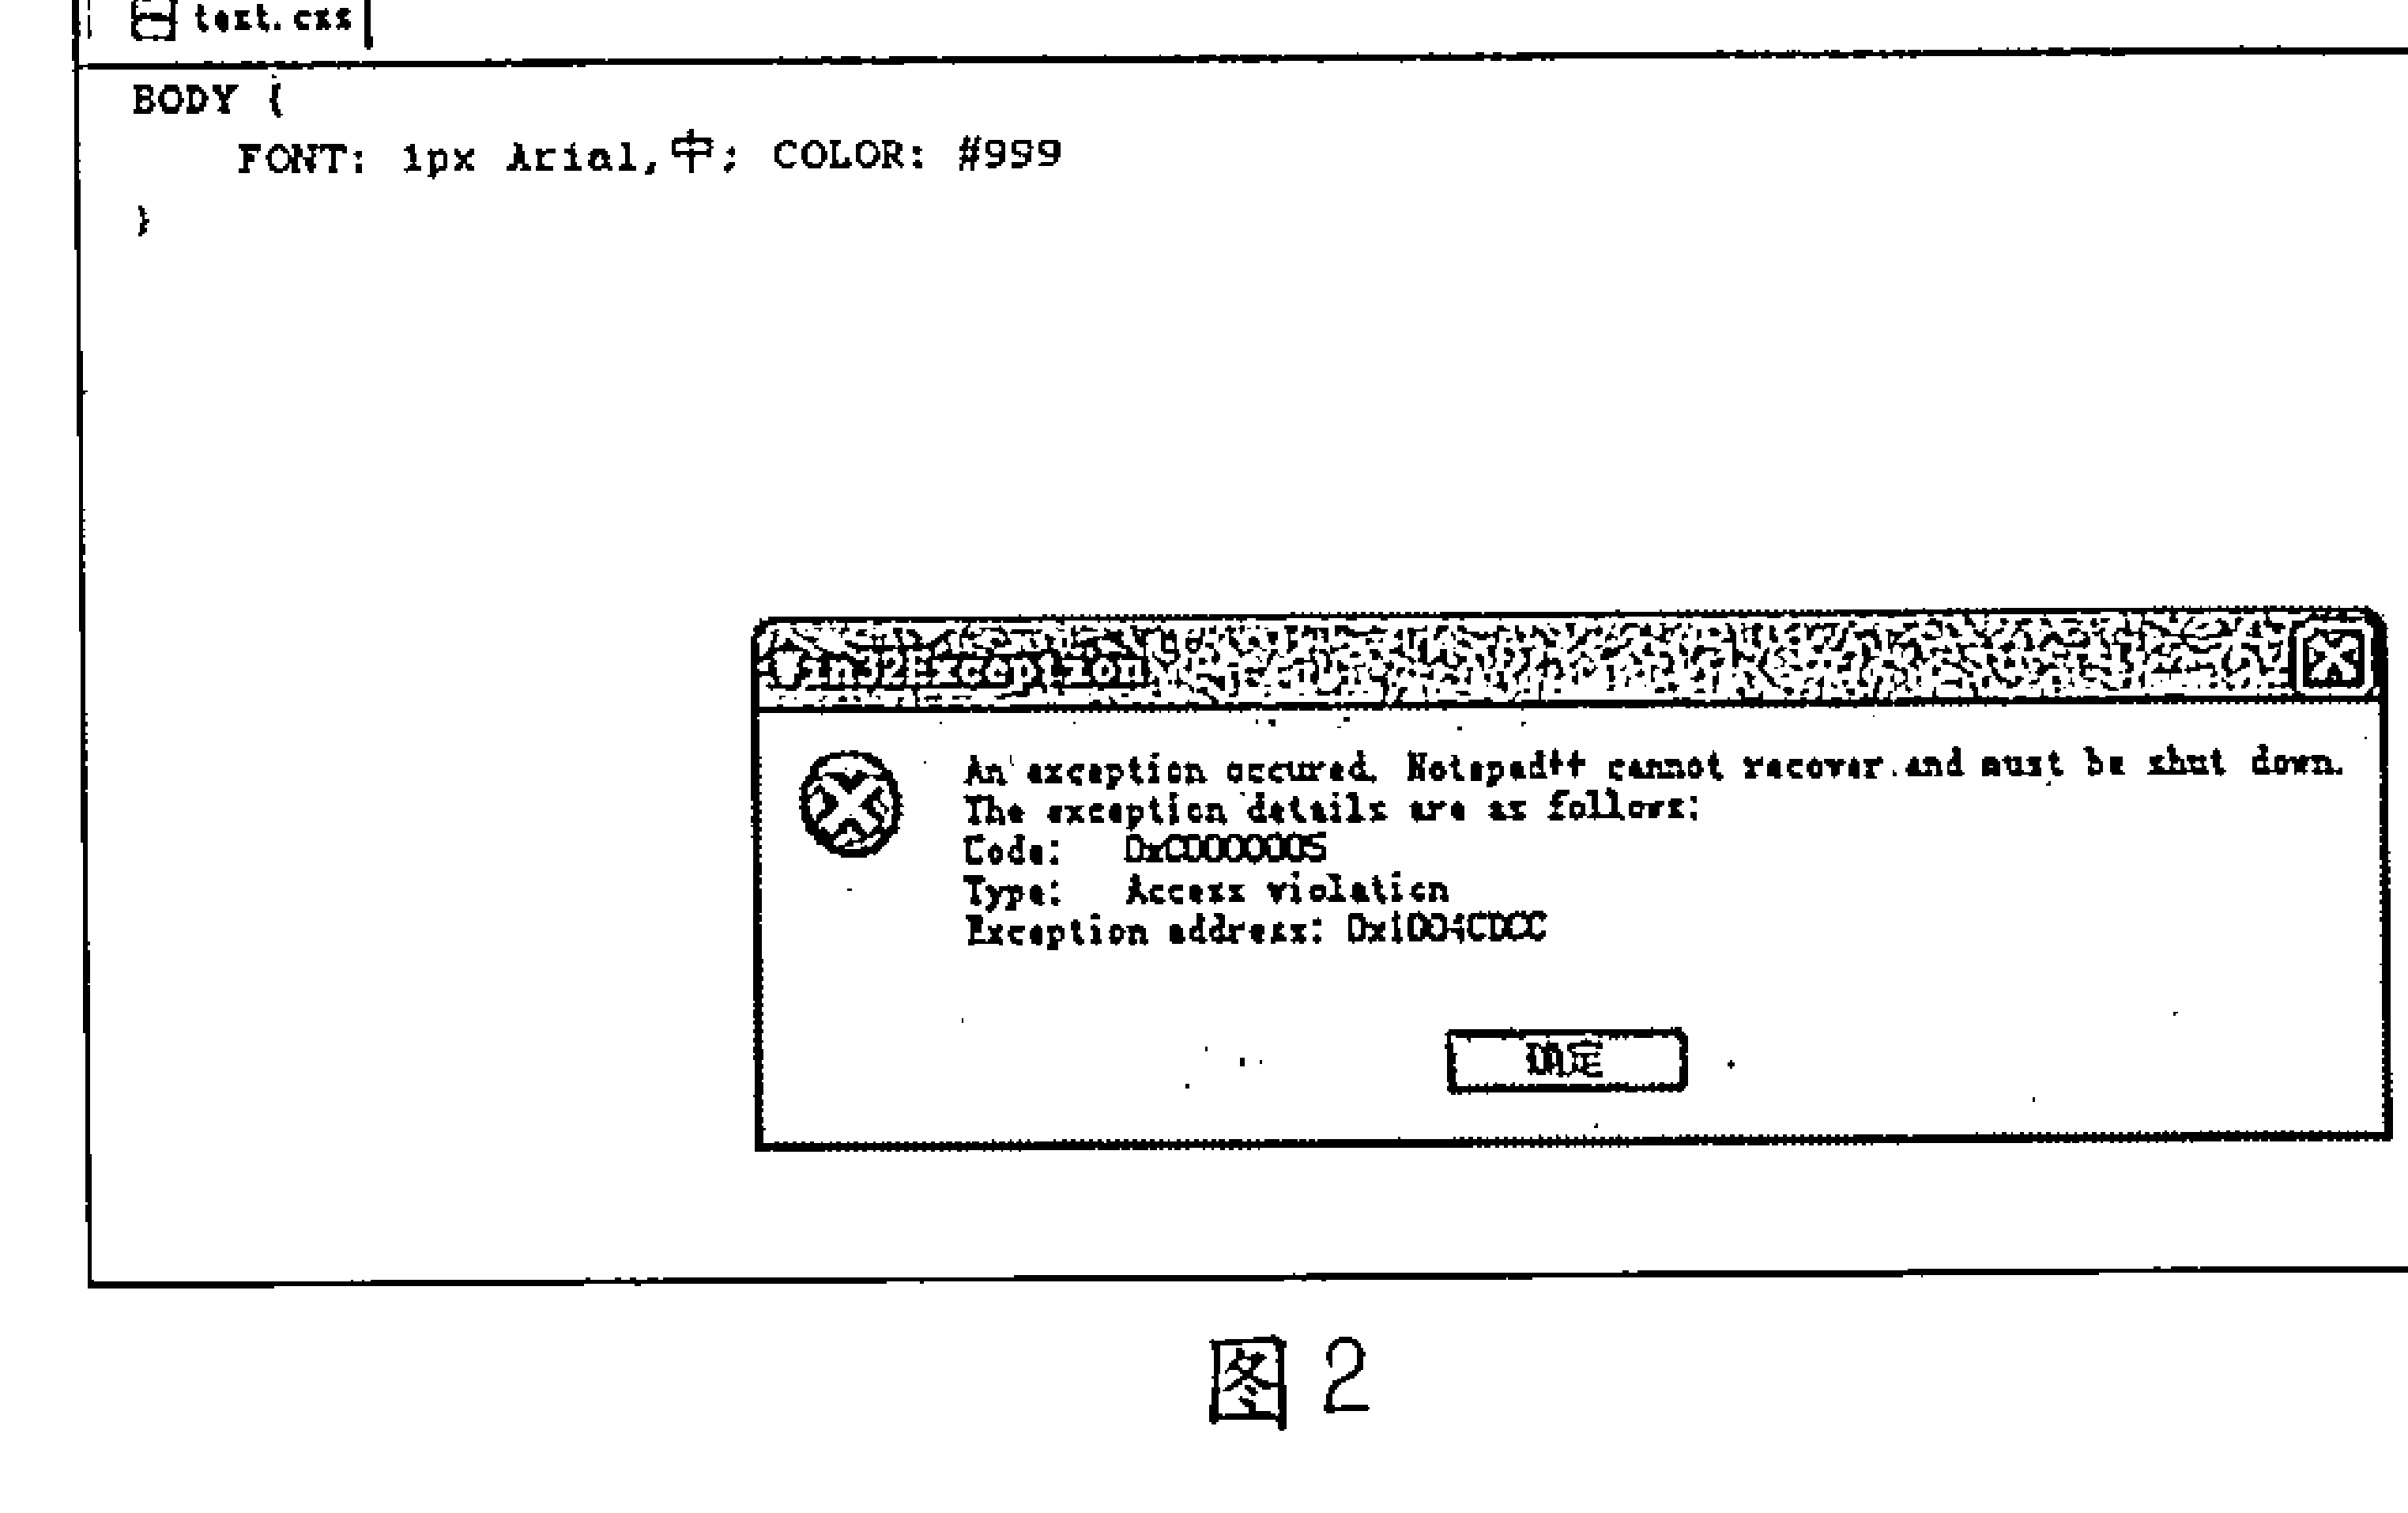 text.css
BODY {
FONT: 1px Arial,中; COLOR: #999
}
Win32Exception
An exception occured. Notepad++ cannot recover and must be shut down.
The exception details are as follows:
Code: 0xC0000005
Type: Access violation
Exception address: 0x1004CDCC
确定
图 2